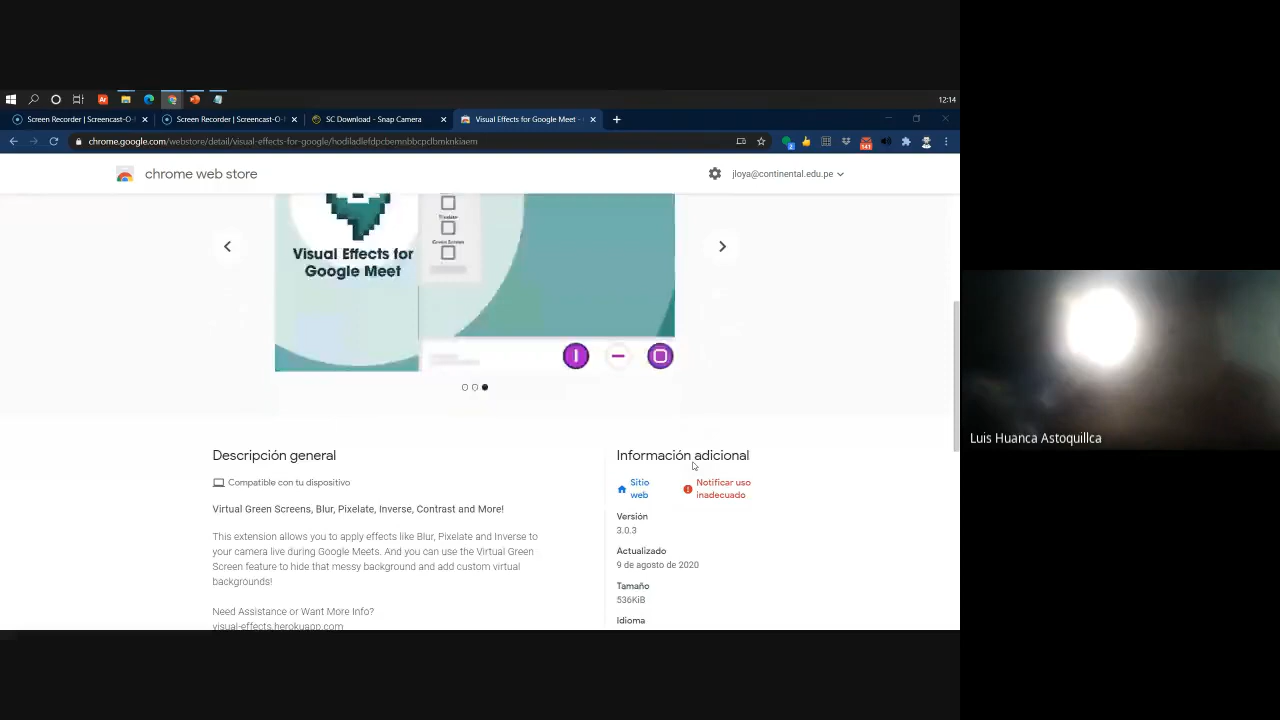 12:14
Screen Recorder | Screencast-O-M
Screen Recorder | Screencast-O-M
SC Download - Snap Camera
Visual Effects for Google Meet -
chrome.google.com/webstore/detail/visual-effects-for-google/hodiladlefdpcbemnbbcpdlbmknkiaem
chrome web store
jloya@continental.edu.pe
Pixelate
Green Screen
Visual Effects for
Google Meet
Descripción general
Compatible con tu dispositivo
Virtual Green Screens, Blur, Pixelate, Inverse, Contrast and More!
This extension allows you to apply effects like Blur, Pixelate and Inverse to
your camera live during Google Meets. And you can use the Virtual Green
Screen feature to hide that messy background and add custom virtual
backgrounds!
Need Assistance or Want More Info?
visual-effects.herokuapp.com
Información adicional
Sitio
web
Notificar uso
inadecuado
Versión
3.0.3
Actualizado
9 de agosto de 2020
Tamaño
536KiB
Idioma
Luis Huanca Astoquillca